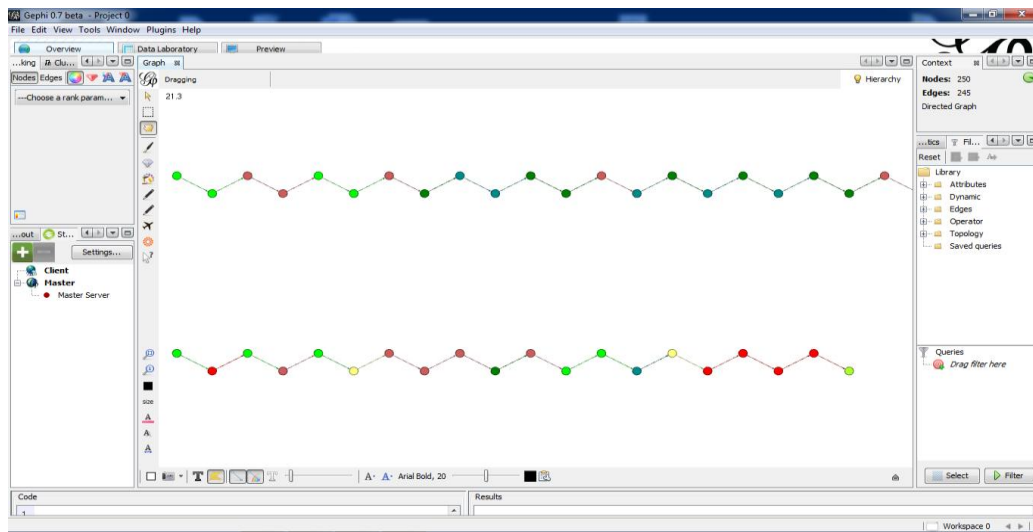 Gephi 0.7 beta - Project 0
File Edit View Tools Window Plugins Help
Overview Data Laboratory Preview
...king Clu... Graph Context
Nodes Edges Dragging Hierarchy Nodes: 250
---Choose a rank param... 21.3 Edges: 245
Directed Graph
...tics Fil...
Reset
Library
Attributes
Dynamic
Edges
Operator
Topology
Saved queries
...out St...
Settings...
Client
Master
Master Server
Queries
Drag filter here
size
A
A
A
T T Arial Bold, 20
Select Filter
Code Results
1
Workspace 0